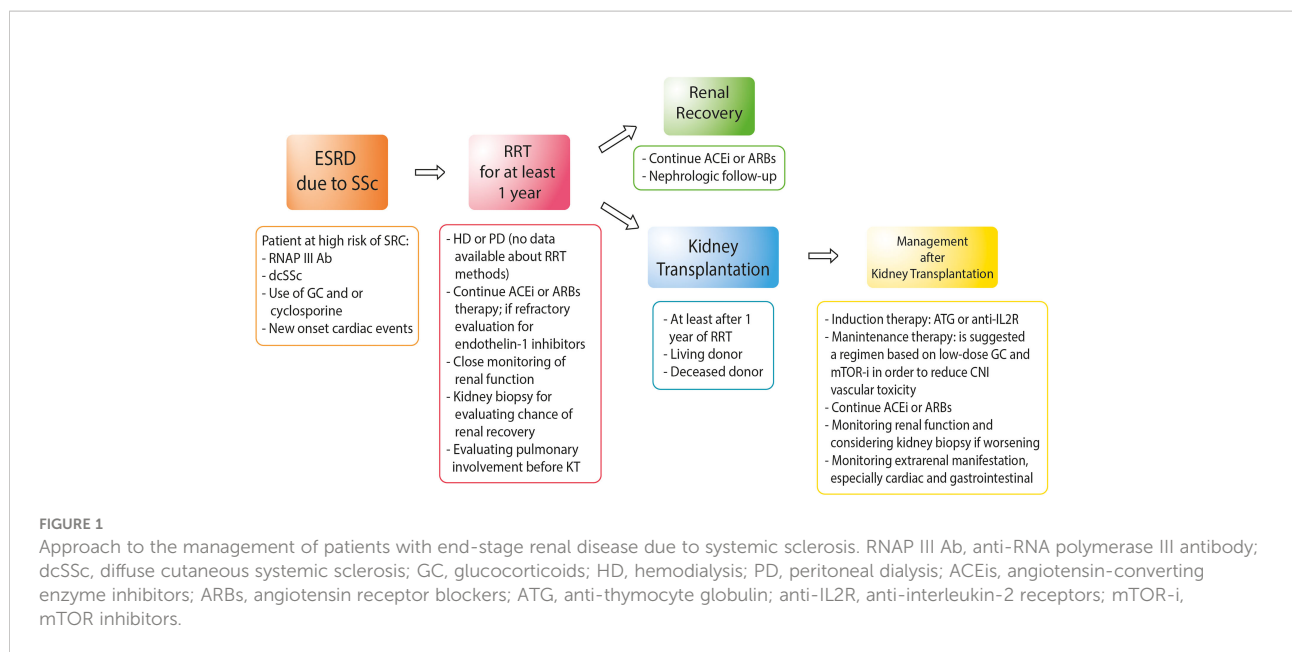 ESRD
due to SSc
Patient at high risk of SRC:
- RNAP III Ab
- dcSSc
- Use of GC and or
cyclosporine
- New onset cardiac events
RRT
for at least
1 year
- HD or PD (no data
available about RRT
methods)
- Continue ACEi or ARBs
therapy; if refractory
evaluation for
endothelin-1 inhibitors
- Close monitoring of
renal function
- Kidney biopsy for
evaluating chance of
renal recovery
- Evaluating pulmonary
involvement before KT
Renal
Recovery
- Continue ACEi or ARBs
- Nephrologic follow-up
Kidney
Transplantation
- At least after 1
year of RRT
- Living donor
- Deceased donor
Management
after
Kidney Transplantation
- Induction therapy: ATG or anti-IL2R
- Manintenance therapy: is suggested
a regimen based on low-dose GC and
mTOR-i in order to reduce CNI
vascular toxicity
- Continue ACEi or ARBs
- Monitoring renal function and
considering kidney biopsy if worsening
- Monitoring extrarenal manifestation,
especially cardiac and gastrointestinal
FIGURE 1
Approach to the management of patients with end-stage renal disease due to systemic sclerosis. RNAP III Ab, anti-RNA polymerase III antibody;
dcSSc, diffuse cutaneous systemic sclerosis; GC, glucocorticoids; HD, hemodialysis; PD, peritoneal dialysis; ACEis, angiotensin-converting
enzyme inhibitors; ARBs, angiotensin receptor blockers; ATG, anti-thymocyte globulin; anti-IL2R, anti-interleukin-2 receptors; mTOR-i,
mTOR inhibitors.